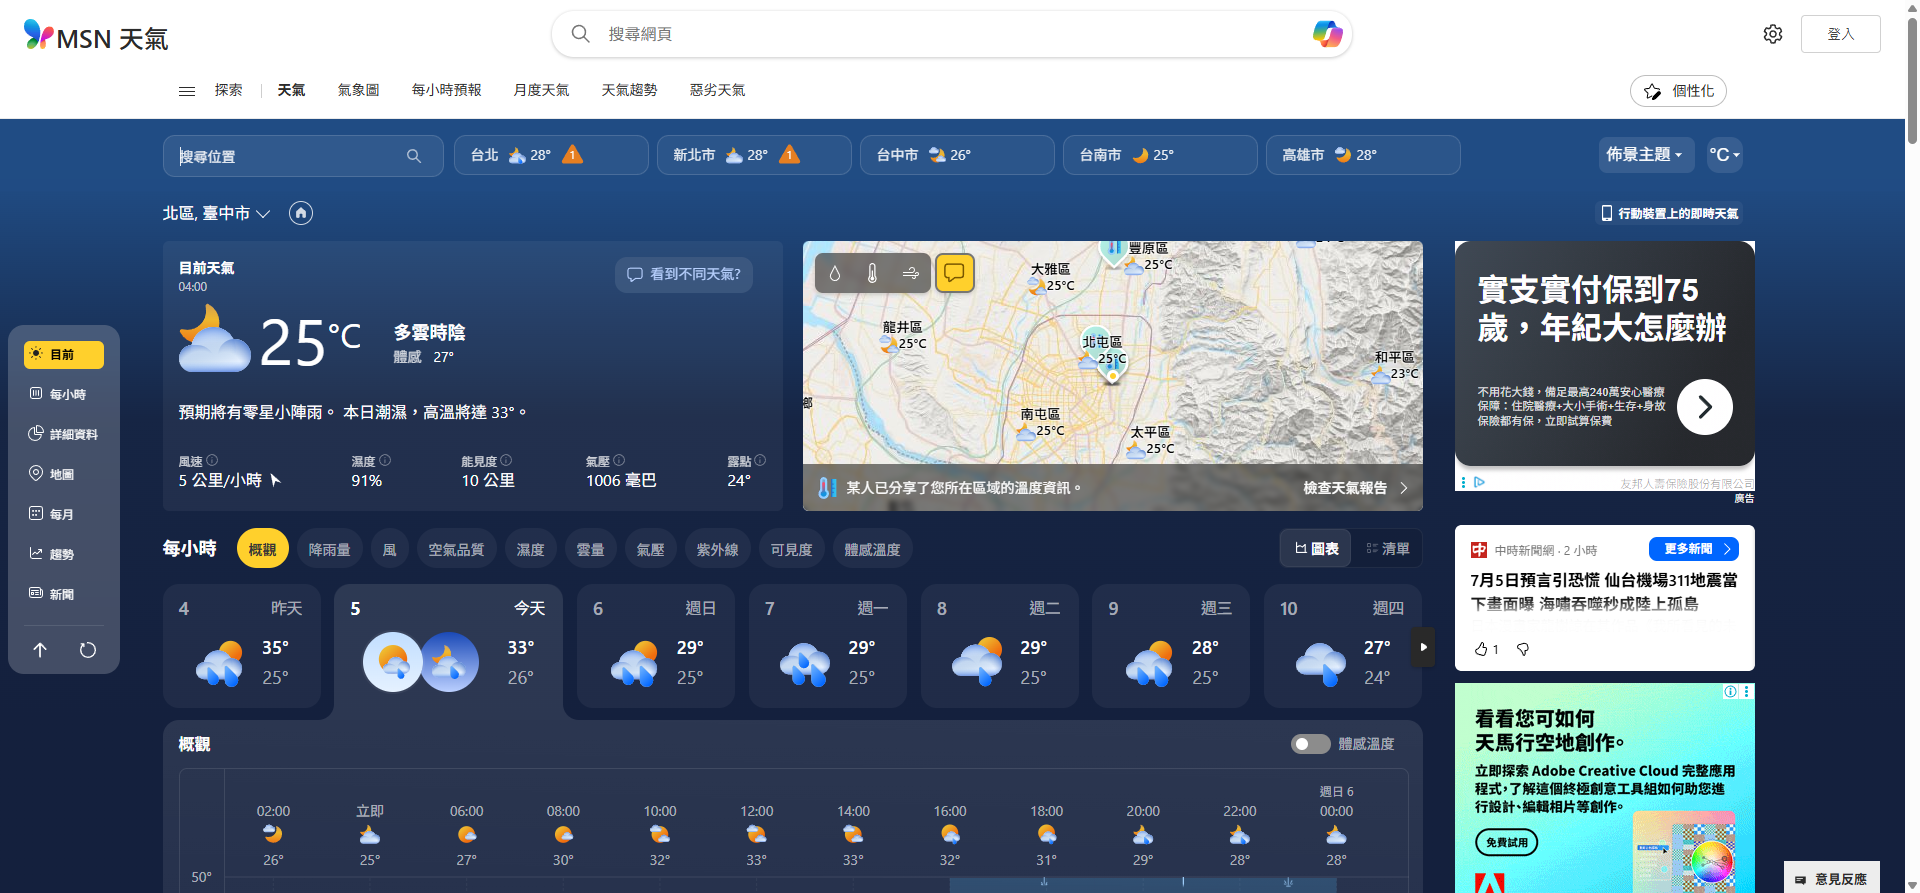 MSN 天氣
搜尋網頁
登入
探索
天氣
氣象圖
每小時預報
月度天氣
天氣趨勢
惡劣天氣
個性化
搜尋位置
台北 28° 1
新北市 28° 1
台中市 26°
台南市 25°
高雄市 28°
佈景主題
°C
北區, 臺中市
行動裝置上的即時天氣
目前
每小時
詳細資料
地圖
每月
趨勢
新聞
目前天氣
04:00
看到不同天氣?
25°C
多雲時陰
體感 27°
預期將有零星小陣雨。 本日潮濕，高溫將達 33°。
風速 濕度 能見度 氣壓 露點
5 公里/小時 91% 10 公里 1006 毫巴 24°
豐原區
25°C
大雅區
25°C
龍井區
25°C
北屯區
25°C
和平區
23°C
南屯區
25°C
太平區
25°C
某人已分享了您所在區域的溫度資訊。
檢查天氣報告
實支實付保到75
歲，年紀大怎麼辦
不用花大錢，備足最高240萬安心醫療
保障：住院醫療+大小手術+生存+身故
保險都有保，立即試算保費
友邦人壽保險股份有限公司
廣告
每小時
概觀
降雨量
風
空氣品質
濕度
雲量
氣壓
紫外線
可見度
體感溫度
圖表
清單
4 昨天
35°
25°
5 今天
33°
26°
6 週日
29°
25°
7 週一
29°
25°
8 週二
29°
25°
9 週三
28°
25°
10 週四
27°
24°
中時新聞網 · 2 小時
更多新聞
7月5日預言引恐慌 仙台機場311地震當
下畫面曝 海嘯吞噬秒成陸上孤島
1
概觀
體感溫度
週日 6
02:00 立即 06:00 08:00 10:00 12:00 14:00 16:00 18:00 20:00 22:00 00:00
26° 25° 27° 30° 32° 33° 33° 32° 31° 29° 28° 28°
50°
看看您可如何
天馬行空地創作。
立即探索 Adobe Creative Cloud 完整應用
程式，了解這個終極創意工具組如何助您進
行設計、編輯相片等創作。
免費試用
意見反應